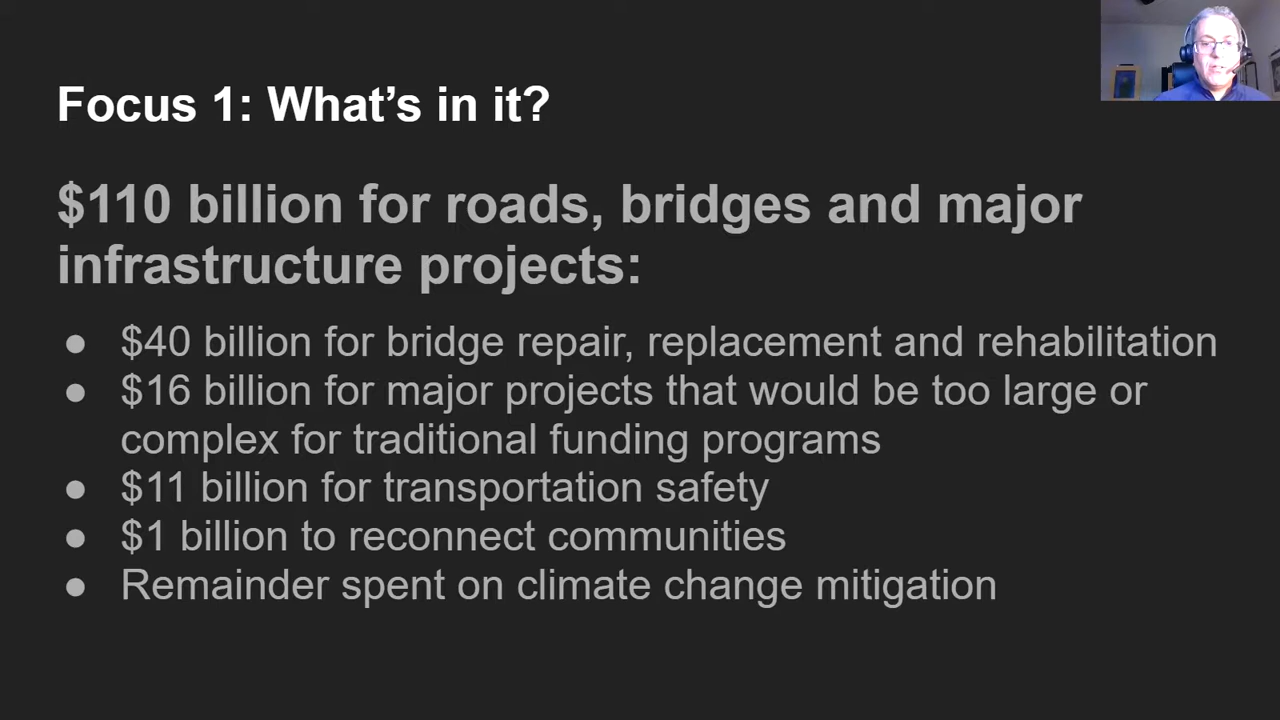 Focus 1: What's in it?
$110 billion for roads, bridges and major
infrastructure projects:
● $40 billion for bridge repair, replacement and rehabilitation
● $16 billion for major projects that would be too large or
complex for traditional funding programs
● $11 billion for transportation safety
● $1 billion to reconnect communities
● Remainder spent on climate change mitigation